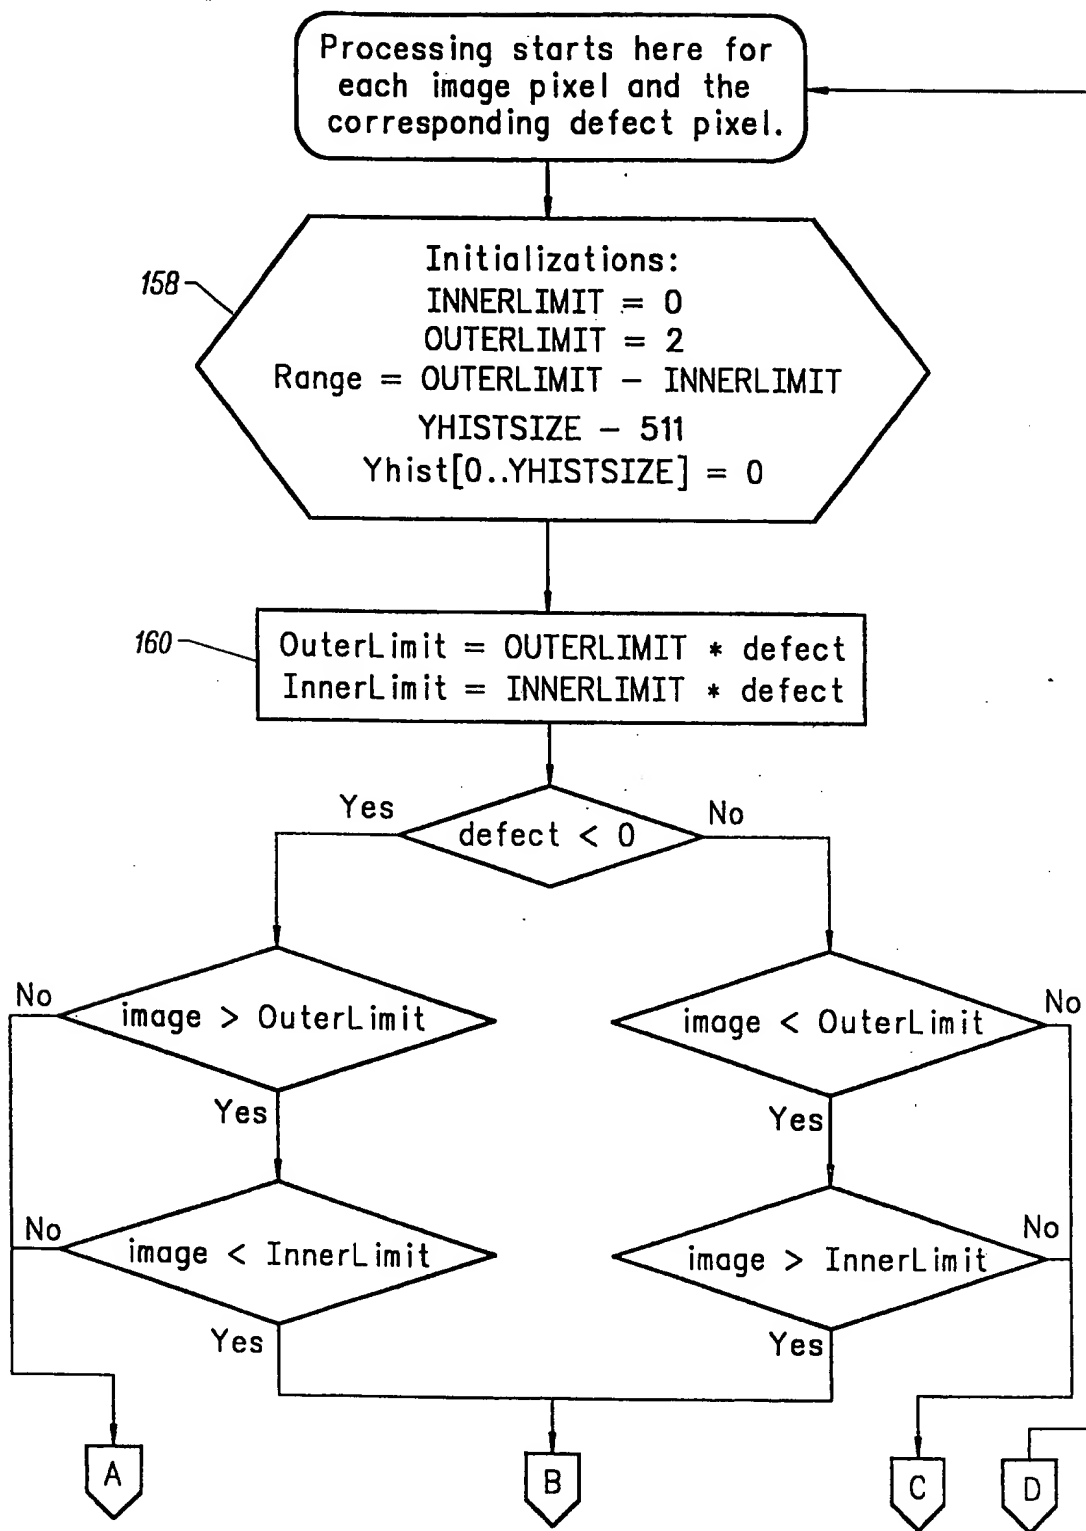 Processing starts here for
each image pixel and the
corresponding defect pixel.
158
Initializations:
INNERLIMIT = 0
OUTERLIMIT = 2
Range = OUTERLIMIT - INNERLIMIT
YHISTSIZE - 511
Yhist[0..YHISTSIZE] = 0
160
OuterLimit = OUTERLIMIT * defect
InnerLimit = INNERLIMIT * defect
Yes
defect < 0
No
No
image > OuterLimit
Yes
image < OuterLimit
No
Yes
No
image < InnerLimit
Yes
image > InnerLimit
No
Yes
A
B
C
D